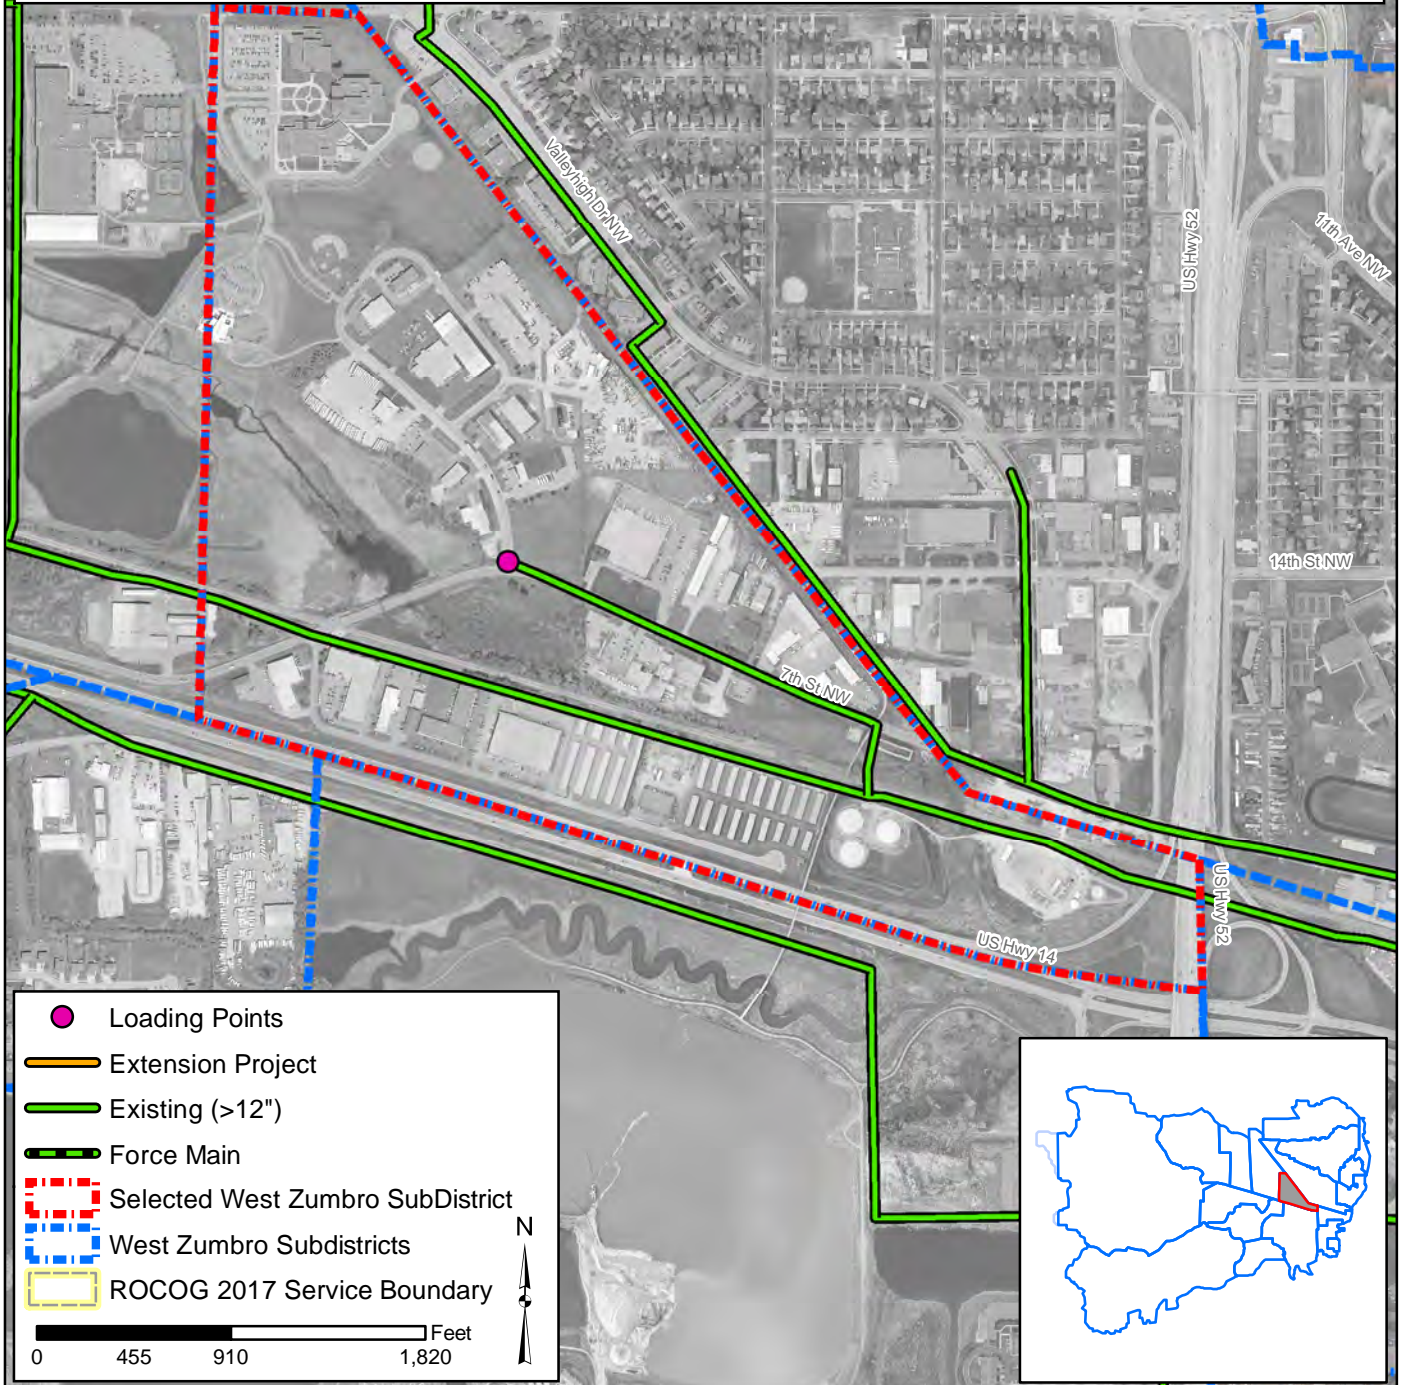 Valleyhigh Dr NW
US Hwy 52
11th Ave NW
14th St NW
7th St NW
US Hwy 52
US Hwy 14
Loading Points
Extension Project
Existing (>12")
Force Main
Selected West Zumbro SubDistrict
West Zumbro Subdistricts
ROCOG 2017 Service Boundary
N
Feet
0 455 910 1,820